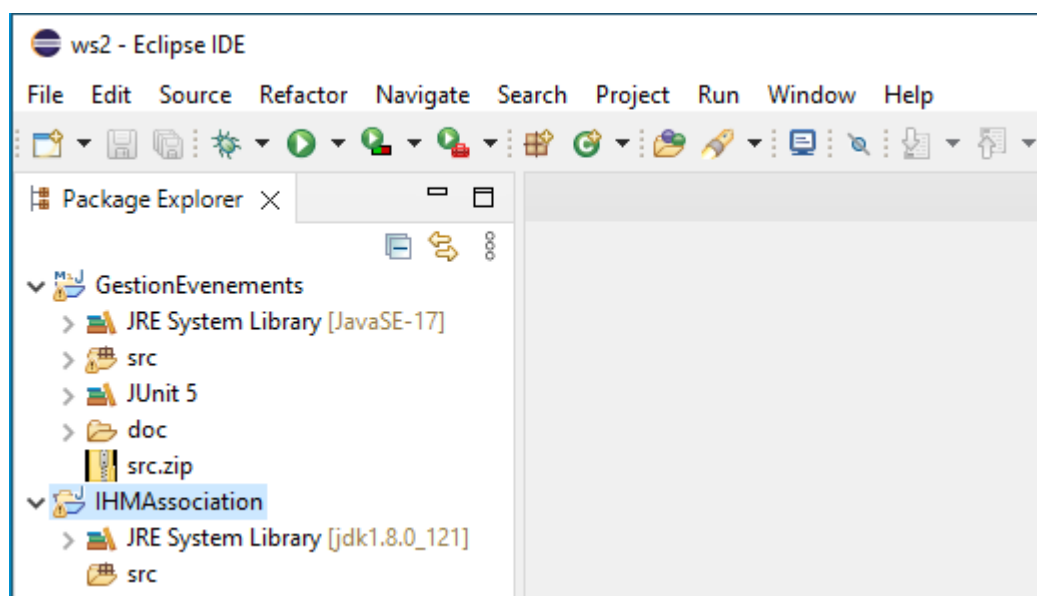 ws2 - Eclipse IDE
File Edit Source Refactor Navigate Search Project Run Window Help
Package Explorer
GestionEvenements
JRE System Library [JavaSE-17]
src
JUnit 5
doc
src.zip
IHMAssociation
JRE System Library [jdk1.8.0_121]
src